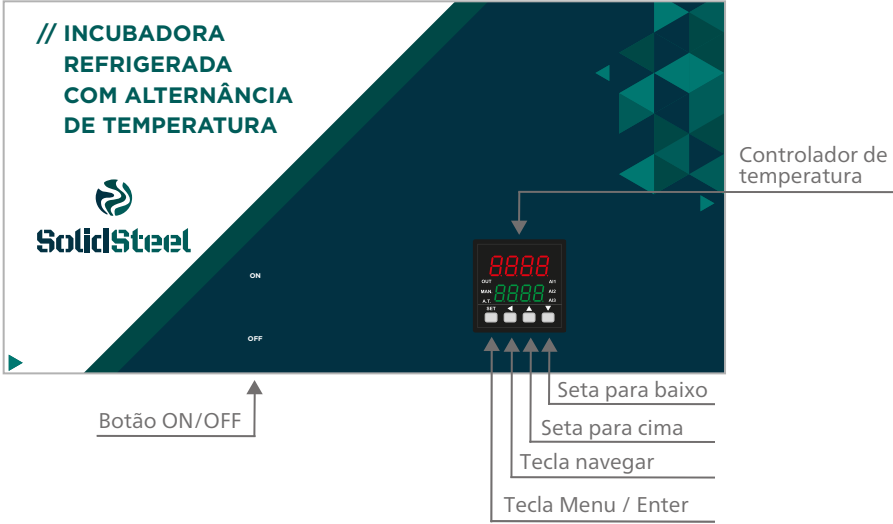 // INCUBADORA
REFRIGERADA
COM ALTERNÂNCIA
DE TEMPERATURA
SolidSteel
Controlador de
temperatura
8888
OUT AI1
MAN. 8888 AI2
A.T. AI3
SET
ON
OFF
Botão ON/OFF
Seta para baixo
Seta para cima
Tecla navegar
Tecla Menu / Enter